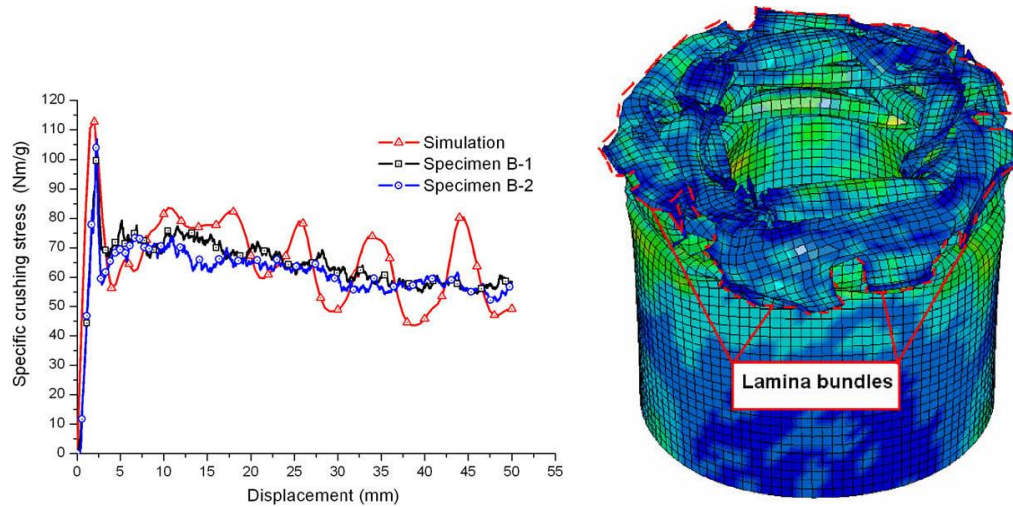 Specific crushing stress (Nm/g)
120
110
100
90
80
70
60
50
40
30
20
10
0
Simulation
Specimen B-1
Specimen B-2
0 5 10 15 20 25 30 35 40 45 50 55
Displacement (mm)
Lamina bundles